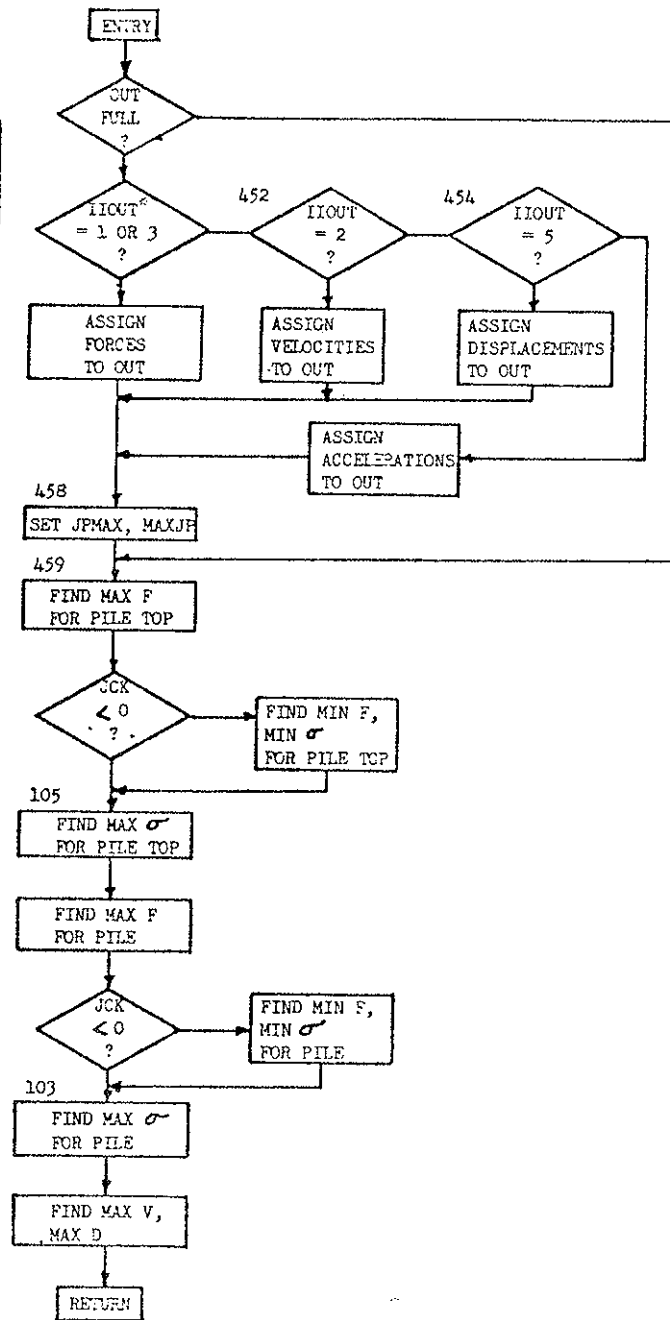 ENTRY
OUT
FULL
?
IIOUT*
= 1 OR 3
?
452
IIOUT
= 2
?
454
IIOUT
= 5
?
ASSIGN
FORCES
TO OUT
ASSIGN
VELOCITIES
TO OUT
ASSIGN
DISPLACEMENTS
TO OUT
ASSIGN
ACCELERATIONS
TO OUT
458
SET JPMAX, MAXJP
459
FIND MAX F
FOR PILE TOP
JCK
< 0
?
FIND MIN F,
MIN σ
FOR PILE TOP
105
FIND MAX σ
FOR PILE TOP
FIND MAX F
FOR PILE
JCK
< 0
?
FIND MIN F,
MIN σ
FOR PILE
103
FIND MAX σ
FOR PILE
FIND MAX V,
MAX D
RETURN